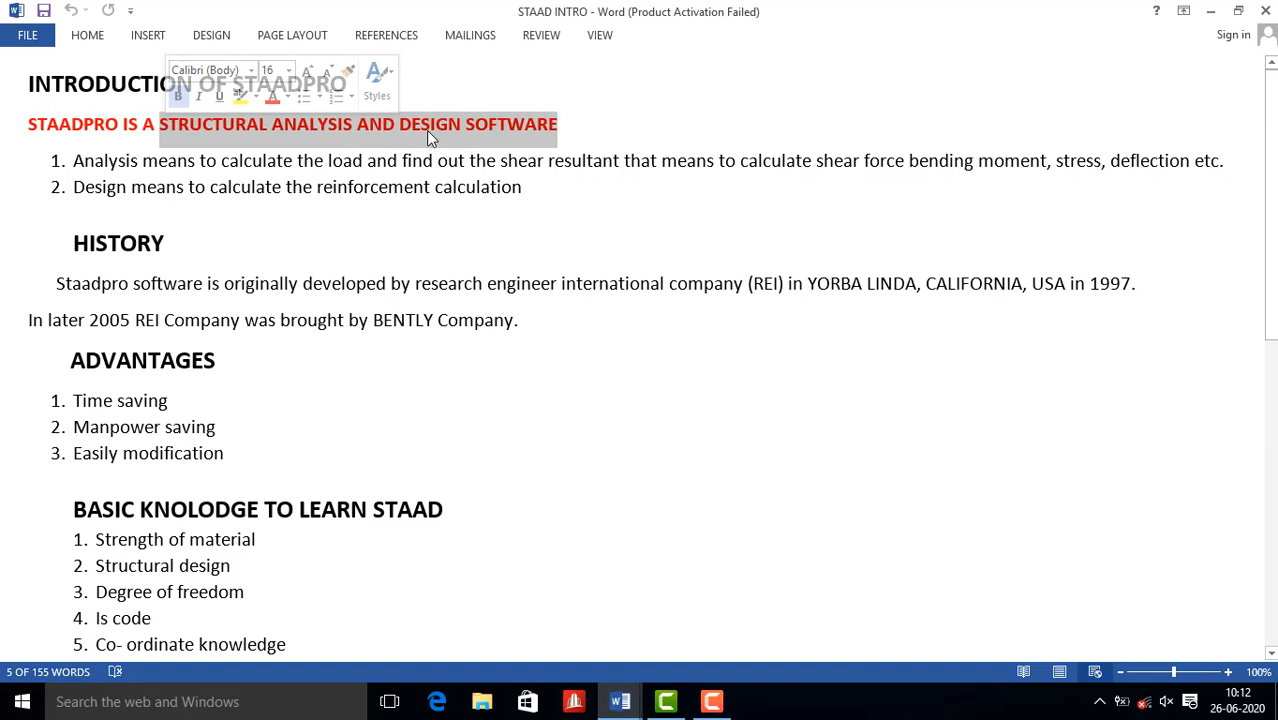 STAAD INTRO - Word (Product Activation Failed)
?
Sign in
FILE HOME INSERT DESIGN PAGE LAYOUT REFERENCES MAILINGS REVIEW VIEW
Calibri (Body) 16
B I U ab A Styles
INTRODUCTION OF STAADPRO
STAADPRO IS A STRUCTURAL ANALYSIS AND DESIGN SOFTWARE
1. Analysis means to calculate the load and find out the shear resultant that means to calculate shear force bending moment, stress, deflection etc.
2. Design means to calculate the reinforcement calculation
HISTORY
Staadpro software is originally developed by research engineer international company (REI) in YORBA LINDA, CALIFORNIA, USA in 1997.
In later 2005 REI Company was brought by BENTLY Company.
ADVANTAGES
1. Time saving
2. Manpower saving
3. Easily modification
BASIC KNOLODGE TO LEARN STAAD
1. Strength of material
2. Structural design
3. Degree of freedom
4. Is code
5. Co- ordinate knowledge
5 OF 155 WORDS
100%
Search the web and Windows
10:12
26-06-2020